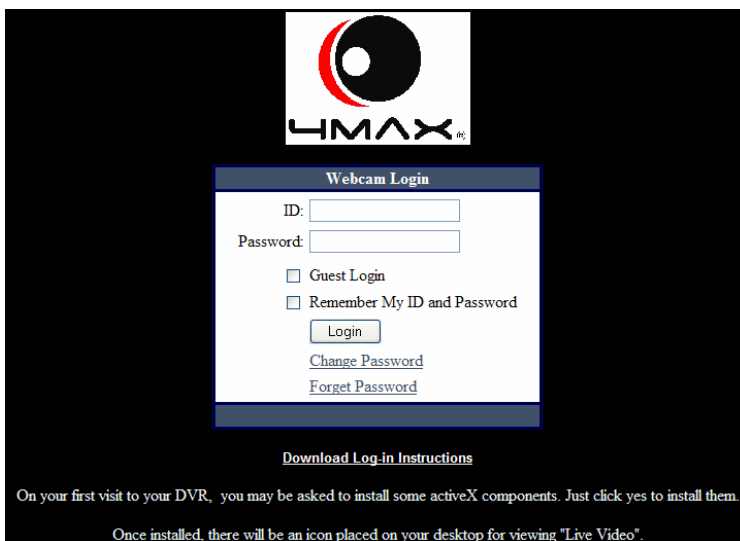 4MAX
Webcam Login
ID:
Password:
Guest Login
Remember My ID and Password
Login
Change Password
Forget Password
Download Log-in Instructions
On your first visit to your DVR, you may be asked to install some activeX components. Just click yes to install them.
Once installed, there will be an icon placed on your desktop for viewing "Live Video".